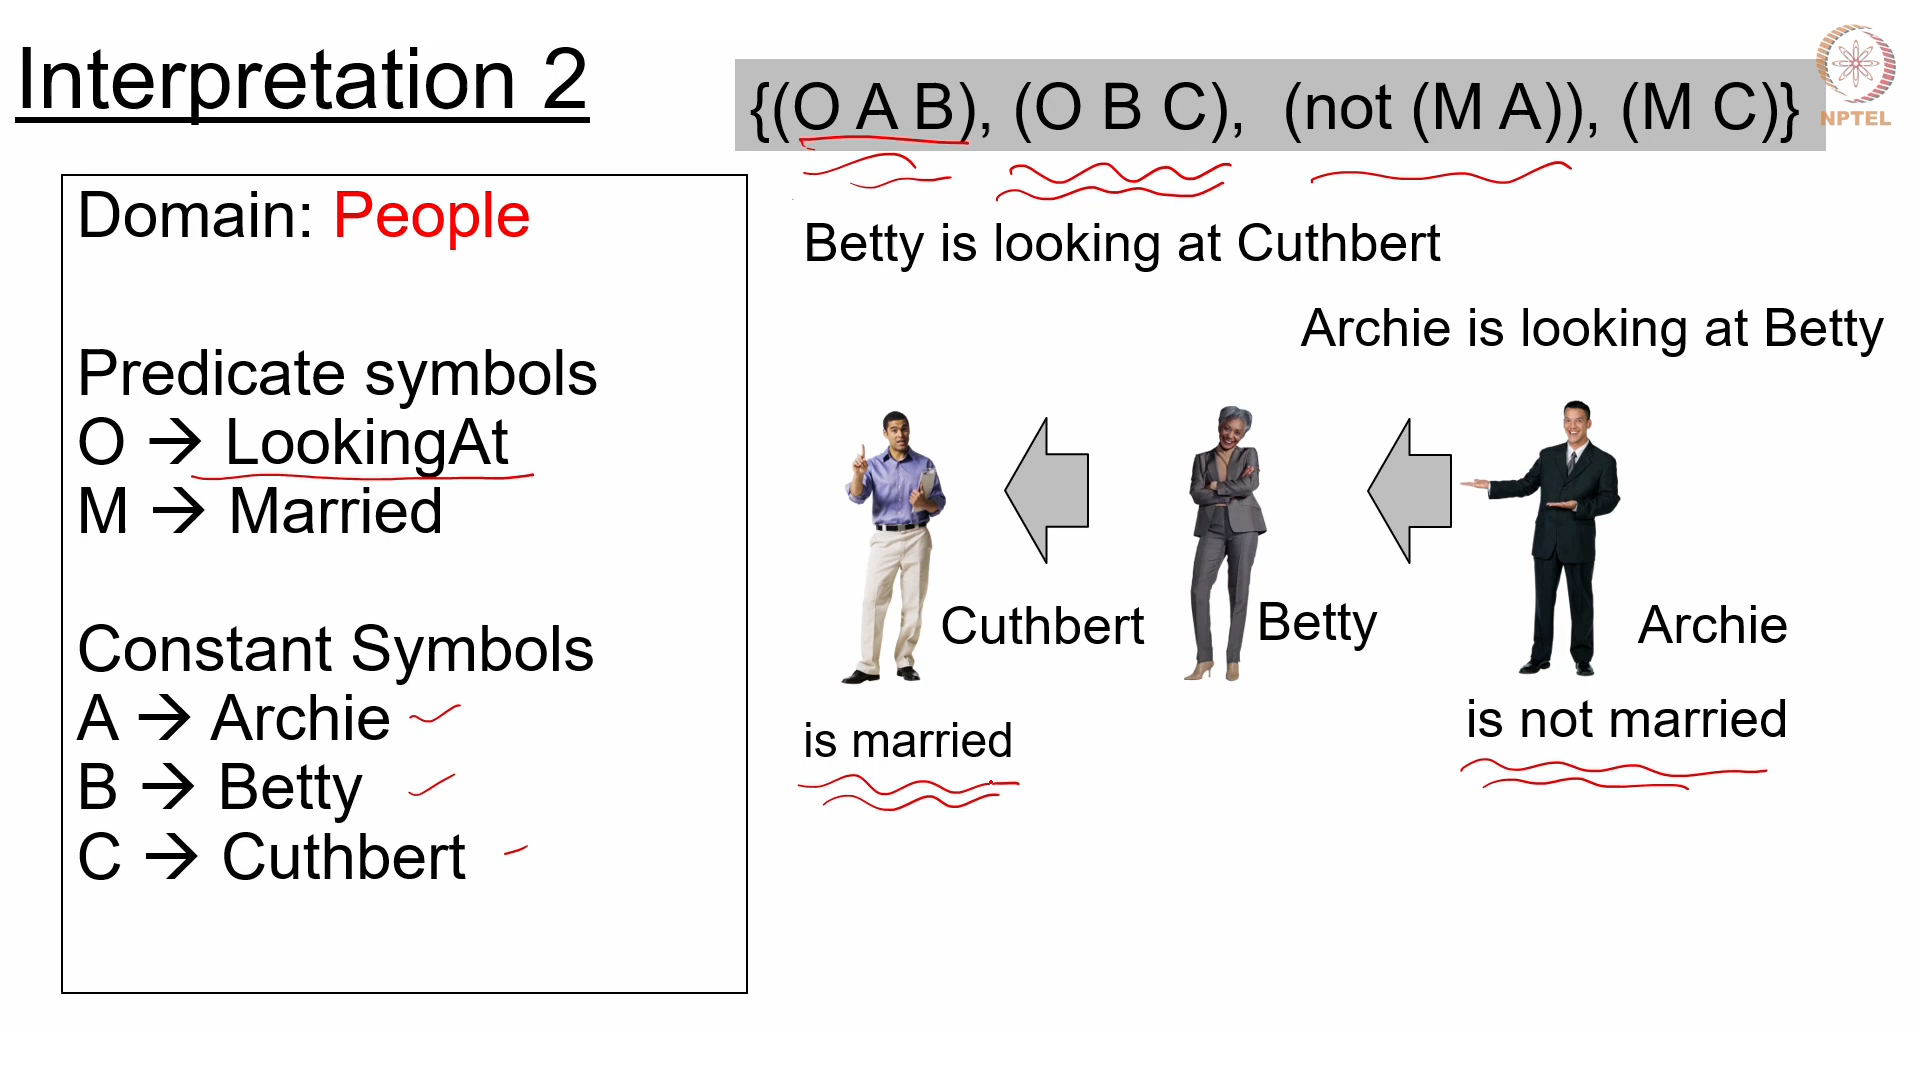 Interpretation 2
{(O A B), (O B C), (not (M A)), (M C)}
NPTEL
Domain: People
Predicate symbols
O → LookingAt
M → Married
Constant Symbols
A → Archie
B → Betty
C → Cuthbert
Betty is looking at Cuthbert
Archie is looking at Betty
Cuthbert
Betty
Archie
is married
is not married